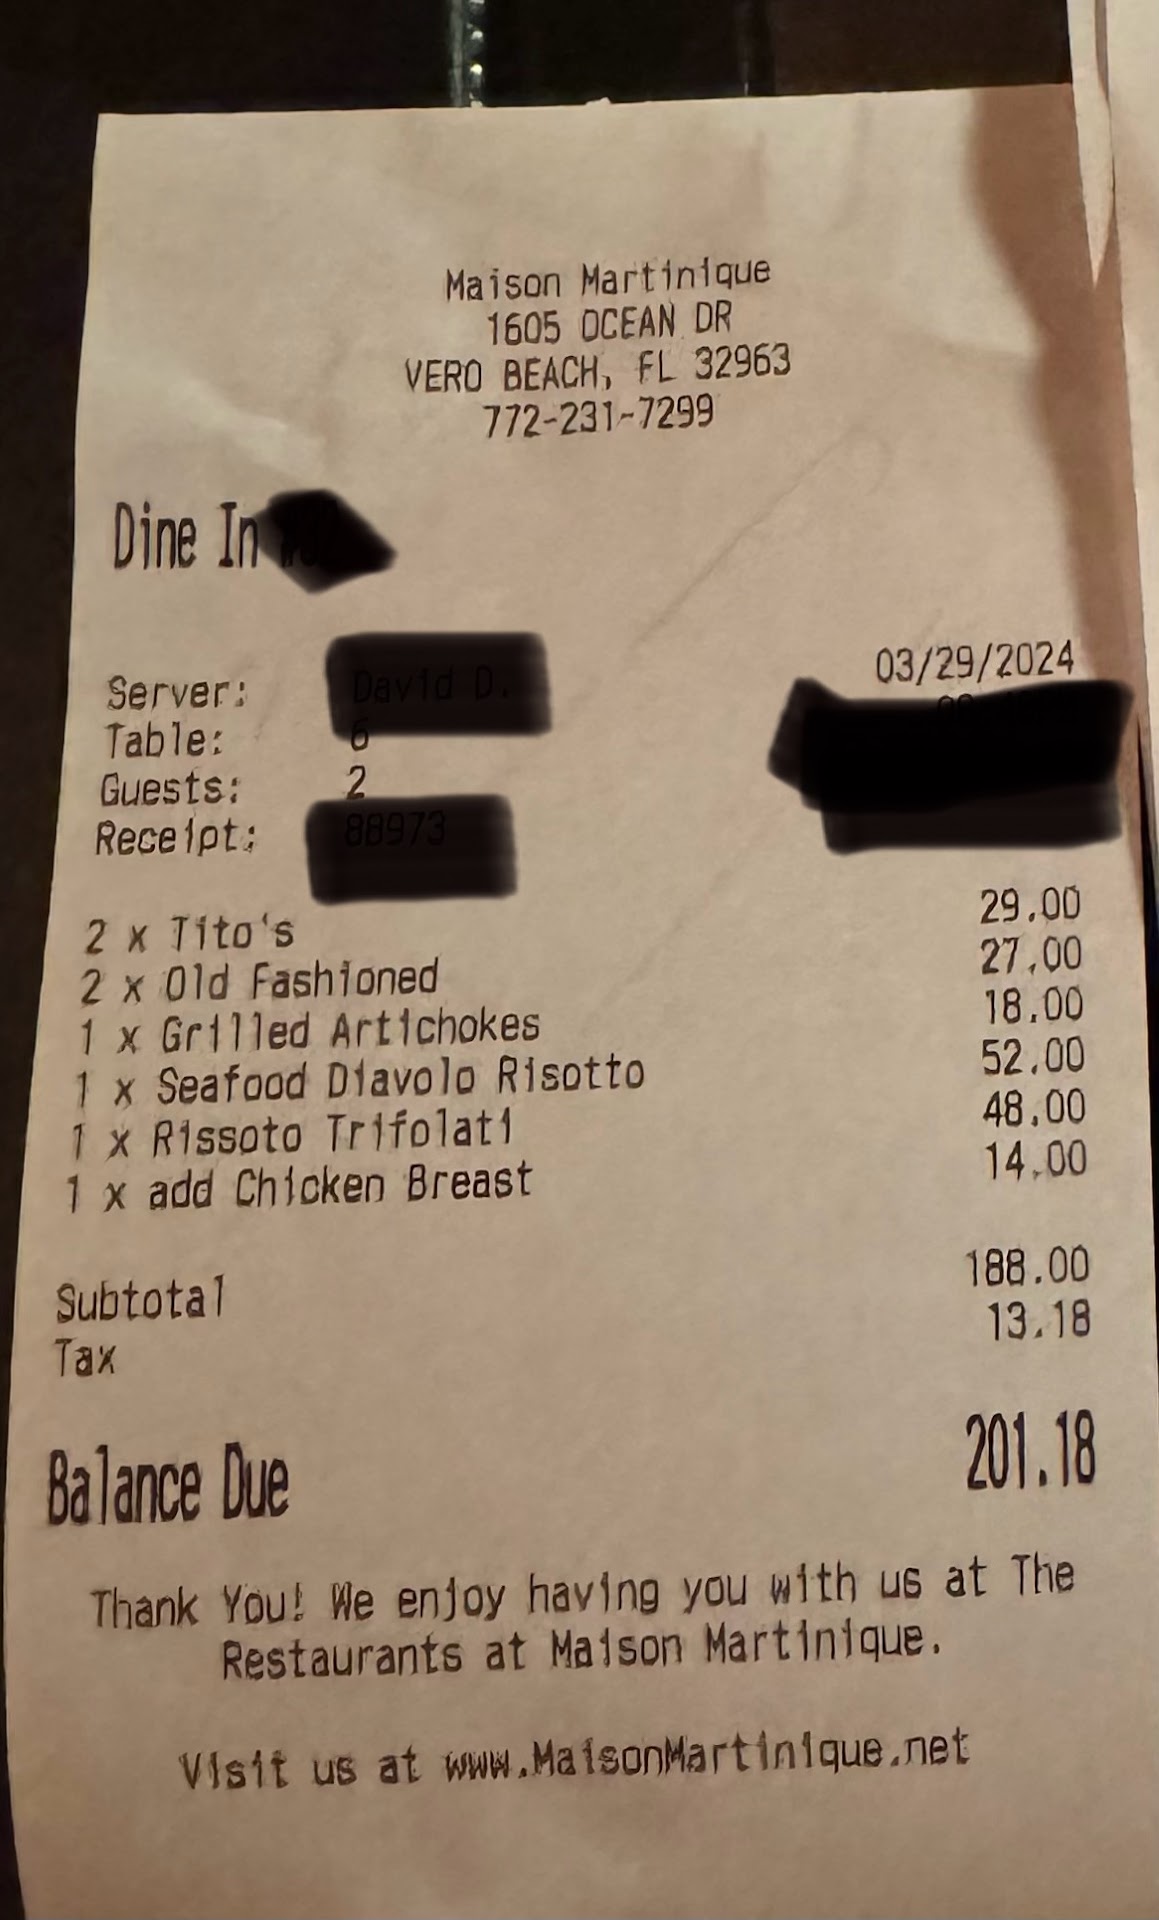 Maison Martinique
1605 OCEAN DR
VERO BEACH, FL 32963
772-231-7299
Dine In
03/29/2024
Server:
Table: 6
Guests: 2
Receipt:
2 x Tito's 29.00
2 x Old Fashioned 27.00
1 x Grilled Artichokes 18.00
1 x Seafood Diavolo Risotto 52.00
1 x Rissoto Trifolati 48.00
1 x add Chicken Breast 14.00
Subtotal 188.00
Tax 13.18
Balance Due 201.18
Thank You! We enjoy having you with us at The
Restaurants at Maison Martinique.
Visit us at www.MaisonMartinique.net